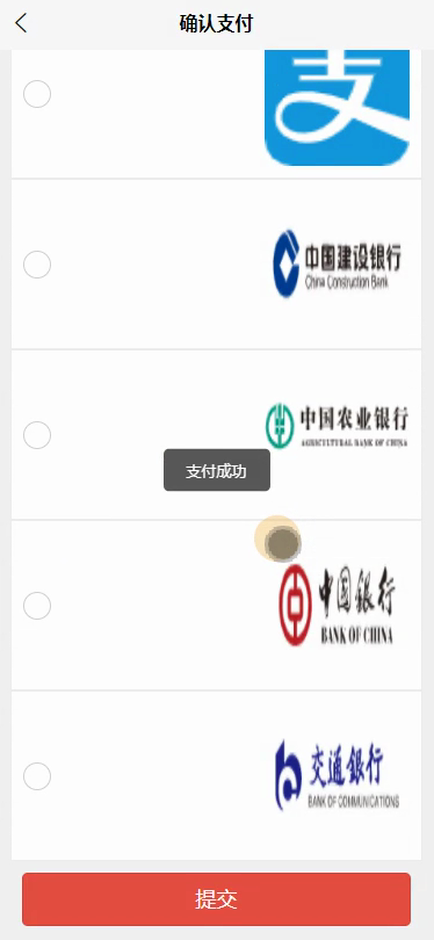 确认支付
支
中国建设银行
China Construction Bank
中国农业银行
AGRICULTURAL BANK OF CHINA
支付成功
中国銀行
BANK OF CHINA
交通銀行
BANK OF COMMUNICATIONS
提交